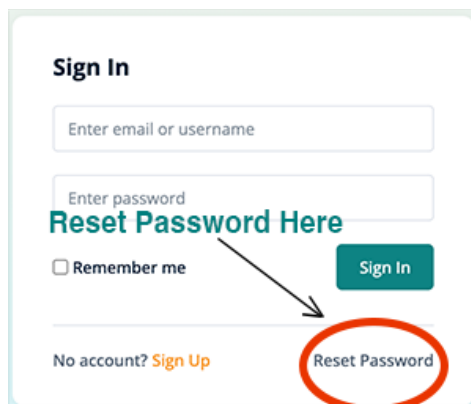 Sign In
Enter email or username
Enter password
Reset Password Here
Remember me
Sign In
No account? Sign Up
Reset Password